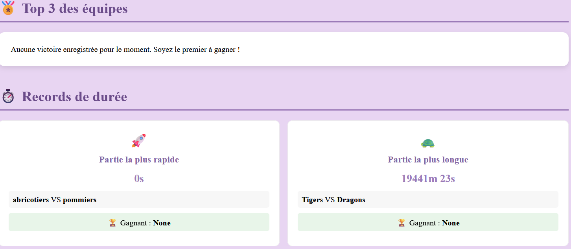 Top 3 des équipes
Aucune victoire enregistrée pour le moment. Soyez le premier à gagner !
Records de durée
Partie la plus rapide
0s
abricotiers VS pommiers
Gagnant : None
Partie la plus longue
19441m 23s
Tigers VS Dragons
Gagnant : None